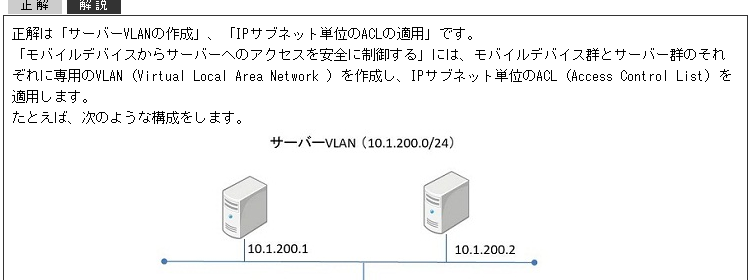 正解 解説
正解は「サーバーVLANの作成」、「IPサブネット単位のACLの適用」です。
「モバイルデバイスからサーバーへのアクセスを安全に制御する」には、モバイルデバイス群とサーバー群のそれ
ぞれに専用のVLAN（Virtual Local Area Network ）を作成し、IPサブネット単位のACL（Access Control List）を
適用します。
たとえば、次のような構成をします。
サーバーVLAN（10.1.200.0/24）
10.1.200.1
10.1.200.2